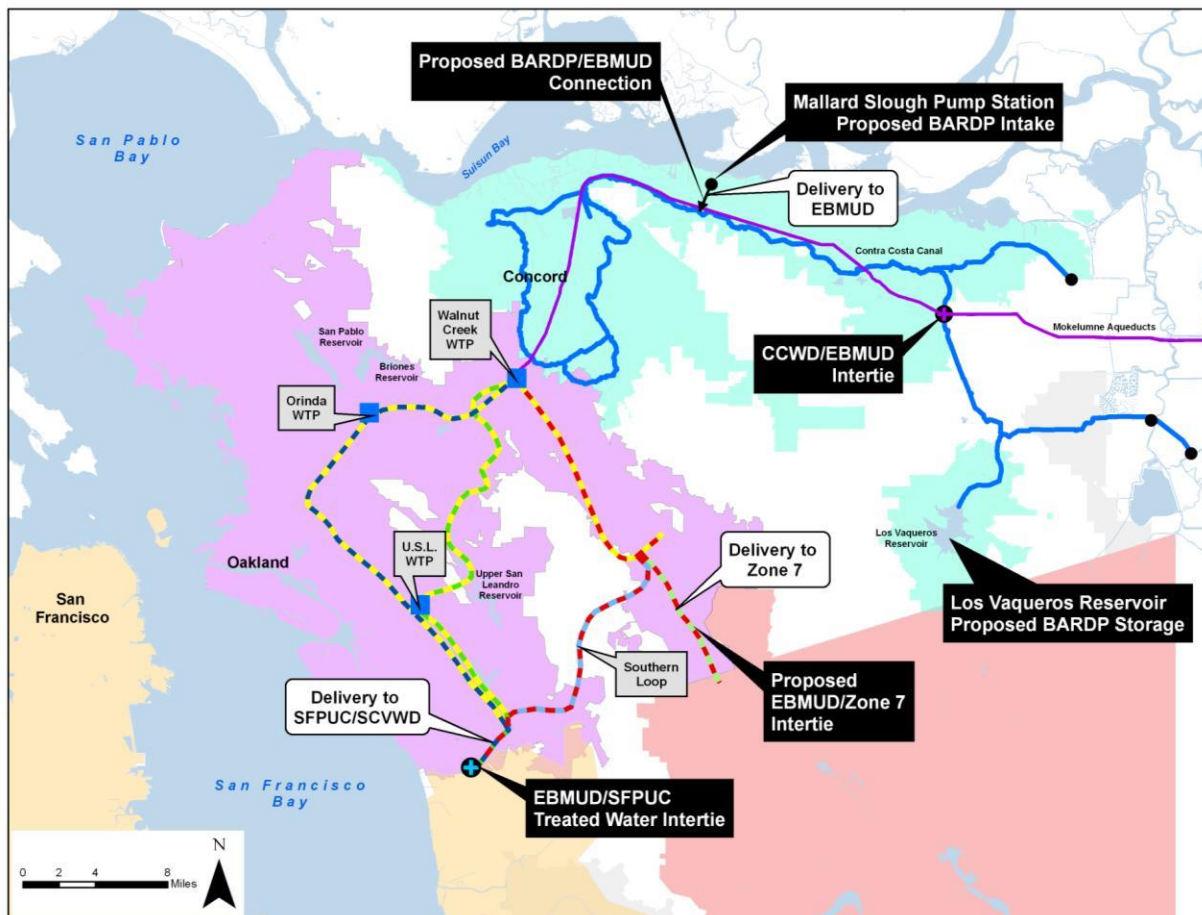 Proposed BARDP/EBMUD
Connection
Mallard Slough Pump Station
Proposed BARDP Intake
San Pablo
Bay
Suisun Bay
Delivery to
EBMUD
Contra Costa Canal
Concord
Walnut
Creek
WTP
San Pablo
Reservoir
Briones
Reservoir
Mokelumne Aqueducts
CCWD/EBMUD
Intertie
Orinda
WTP
Los Vaqueros
Reservoir
Delivery to
Zone 7
U.S.L.
WTP
Oakland
Upper San
Leandro
Reservoir
San
Francisco
Los Vaqueros Reservoir
Proposed BARDP Storage
Southern
Loop
Proposed
EBMUD/Zone 7
Intertie
Delivery to
SFPUC/SCVWD
San Francisco
Bay
EBMUD/SFPUC
Treated Water Intertie
N
0 2 4 8
Miles